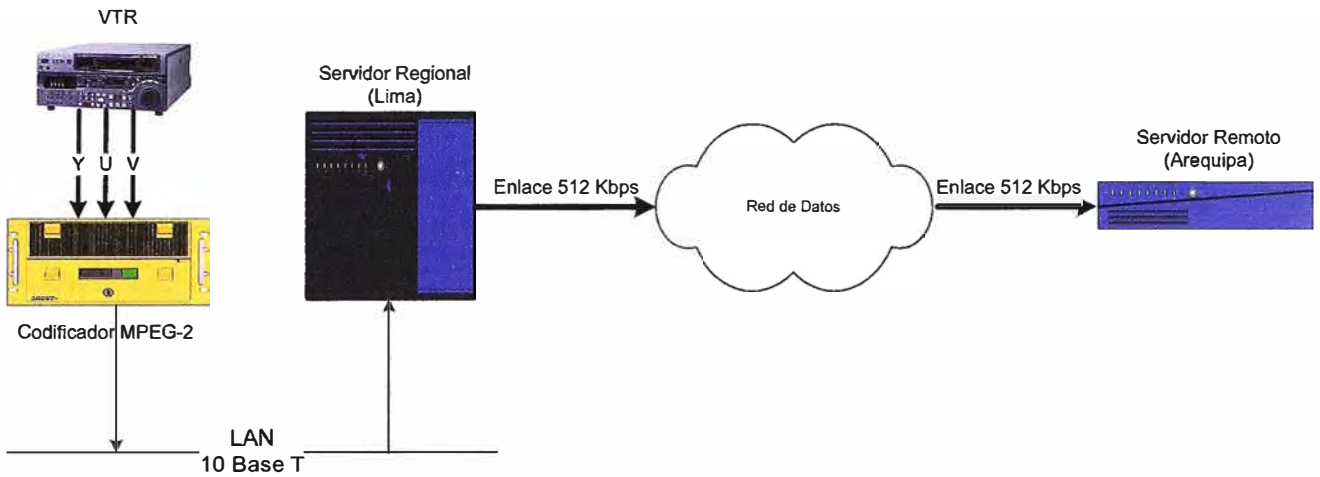 VTR
Y U V
Codificador MPEG-2
LAN
10 Base T
Servidor Regional
(Lima)
Enlace 512 Kbps
Red de Datos
Enlace 512 Kbps
Servidor Remoto
(Arequipa)